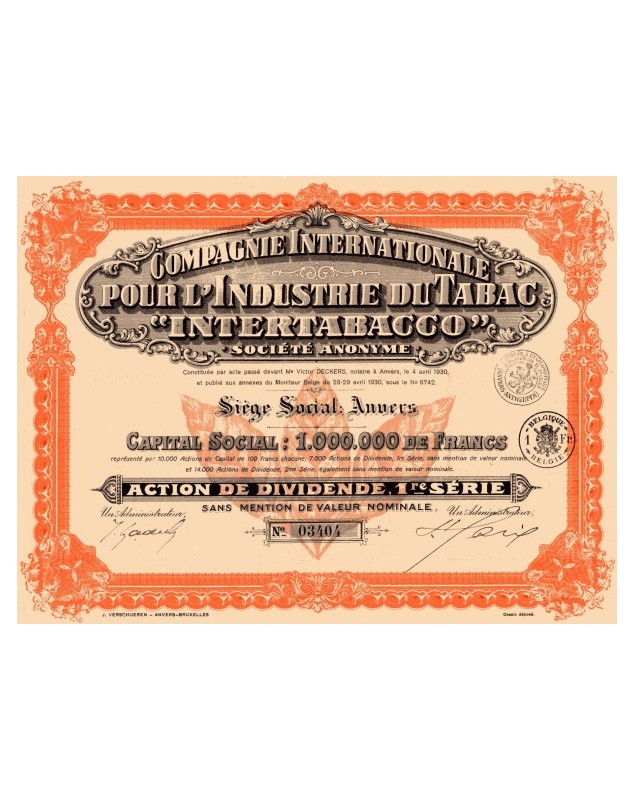 COMPAGNIE INTERNATIONALE
POUR L'INDUSTRIE DU TABAC
"INTERTABACCO"
SOCIÉTÉ ANONYME
Constituée par acte passé devant Me Victor DECKERS, notaire à Anvers, le 4 avril 1930,
et publié aux annexes du Moniteur Belge du 28-29 avril 1930, sous le No 6742.
Siège Social: Anvers
CAPITAL SOCIAL: 1.000.000 DE FRANCS
représenté par 10.000 Actions de Capital de 100 francs chacune, 7.000 Actions de Dividende, 1re Série, sans mention de valeur nominale
et 14.000 Actions de Dividende, 2me Série, également sans mention de valeur nominale.
BELGIQUE
1 Fr.
BELGIË
ACTION DE DIVIDENDE, 1re SÉRIE
SANS MENTION DE VALEUR NOMINALE
Un Administrateur,
Un Administrateur,
No 03404
J. VERSCHUEREN - ANVERS-BRUXELLES
Dessin déposé.